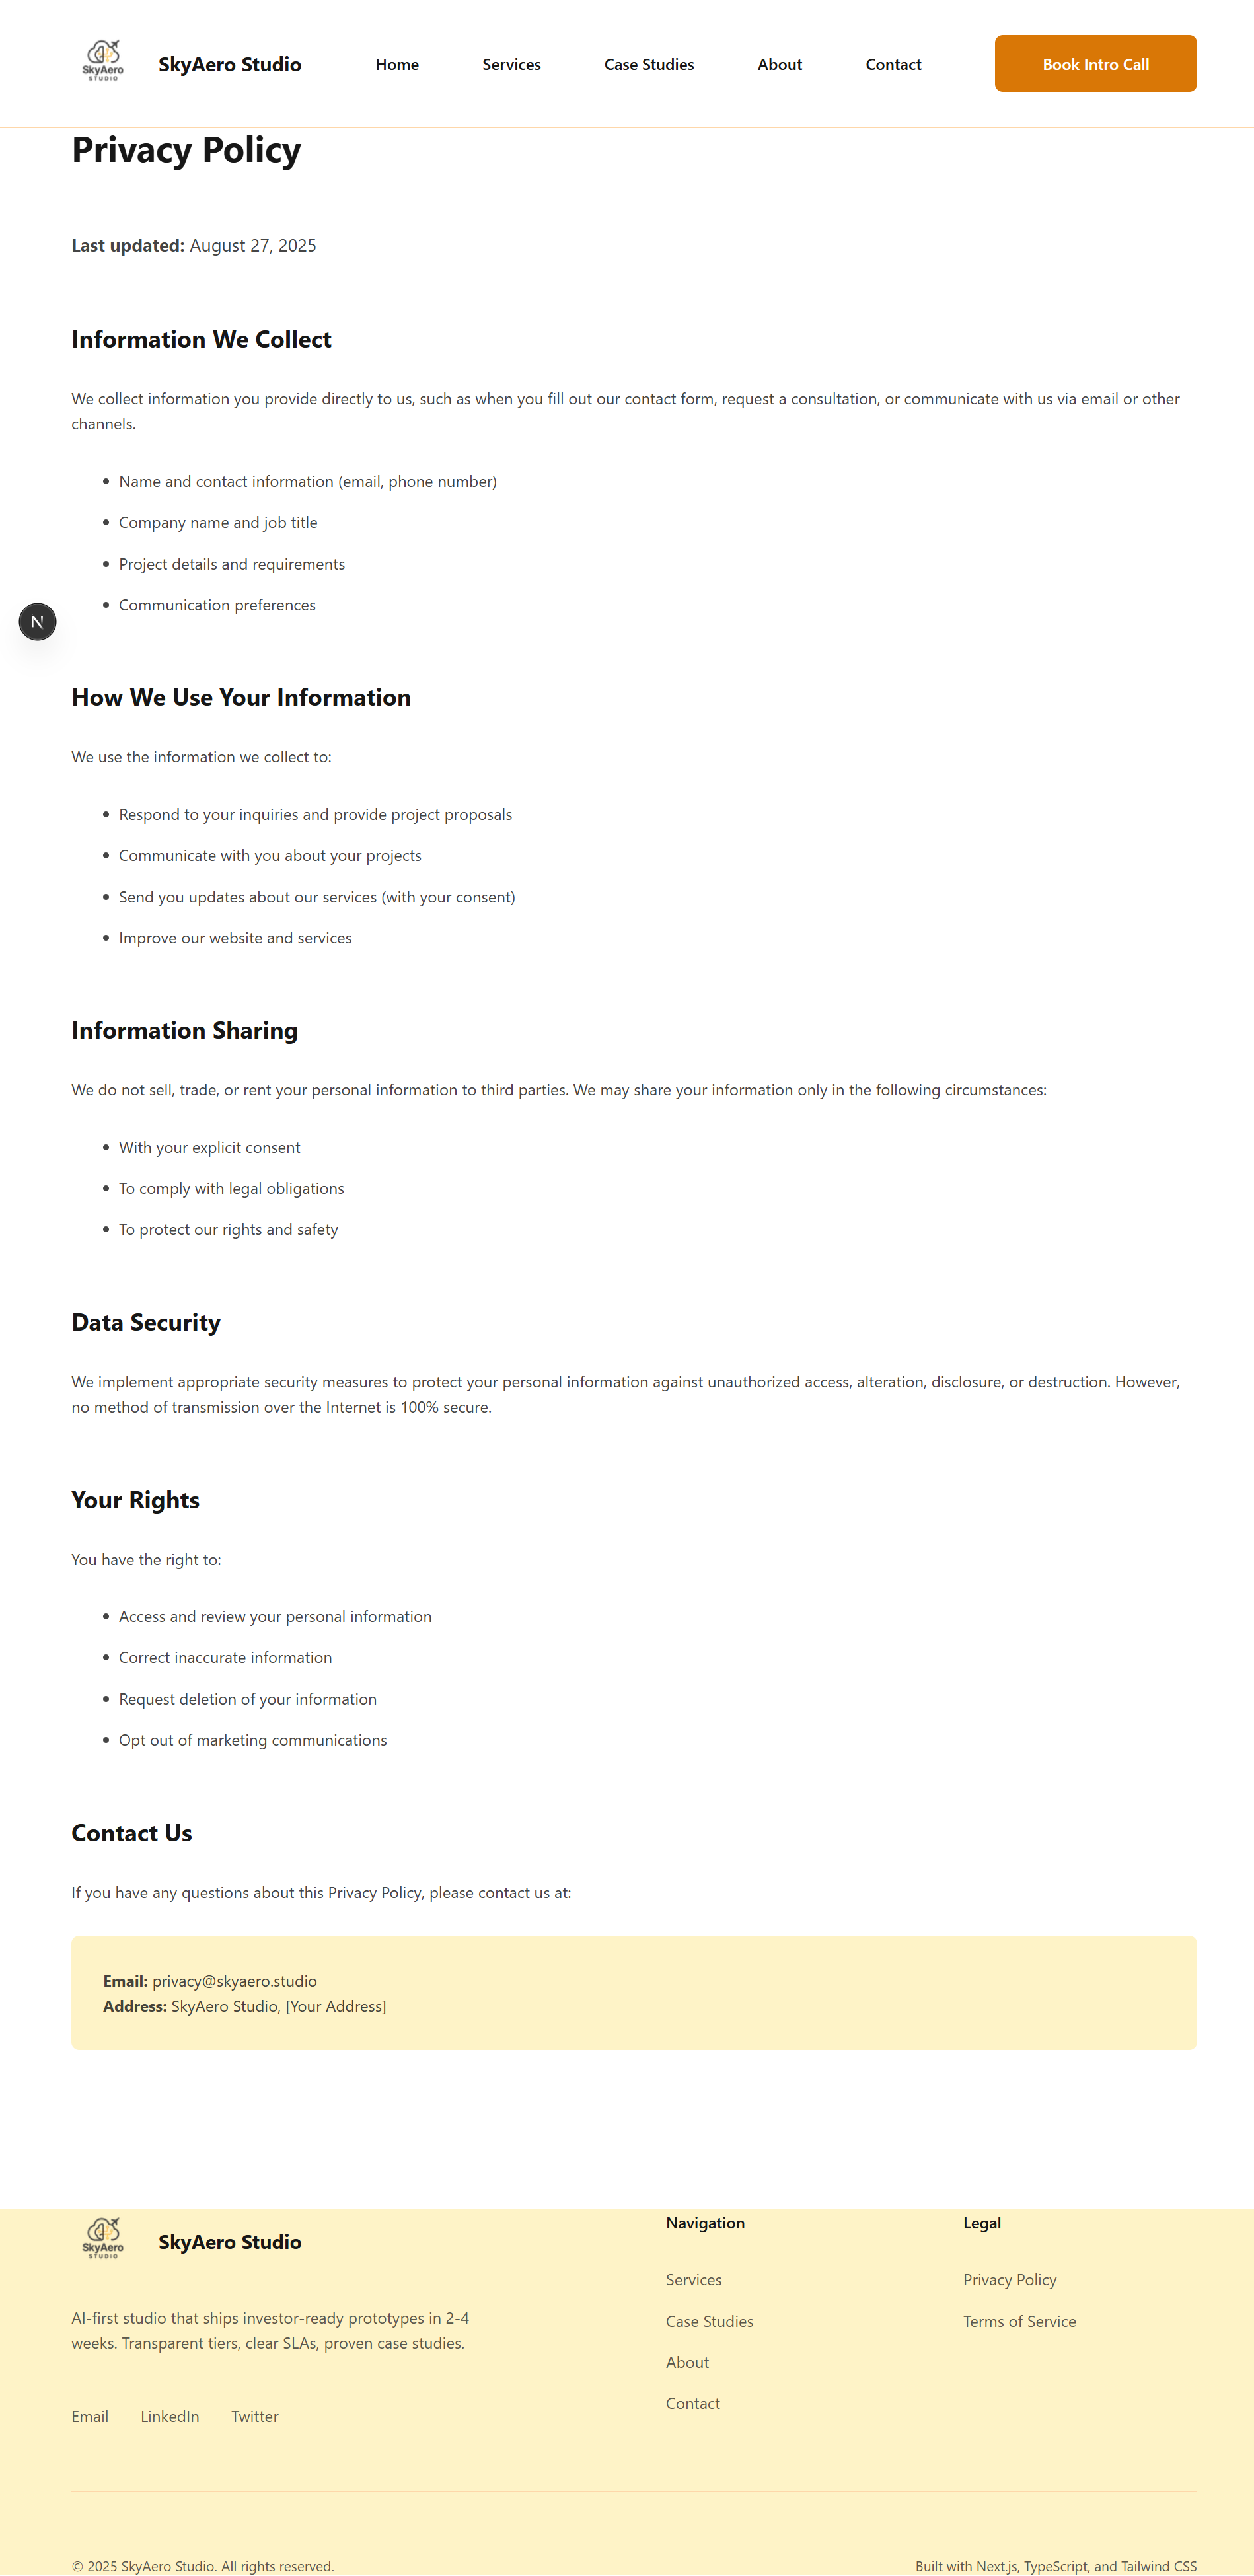 SkyAero
STUDIO
SkyAero Studio
Home
Services
Case Studies
About
Contact
Book Intro Call
Privacy Policy
Last updated: August 27, 2025
Information We Collect
We collect information you provide directly to us, such as when you fill out our contact form, request a consultation, or communicate with us via email or other
channels.
• Name and contact information (email, phone number)
• Company name and job title
• Project details and requirements
• Communication preferences
N
How We Use Your Information
We use the information we collect to:
• Respond to your inquiries and provide project proposals
• Communicate with you about your projects
• Send you updates about our services (with your consent)
• Improve our website and services
Information Sharing
We do not sell, trade, or rent your personal information to third parties. We may share your information only in the following circumstances:
• With your explicit consent
• To comply with legal obligations
• To protect our rights and safety
Data Security
We implement appropriate security measures to protect your personal information against unauthorized access, alteration, disclosure, or destruction. However,
no method of transmission over the Internet is 100% secure.
Your Rights
You have the right to:
• Access and review your personal information
• Correct inaccurate information
• Request deletion of your information
• Opt out of marketing communications
Contact Us
If you have any questions about this Privacy Policy, please contact us at:
Email: privacy@skyaero.studio
Address: SkyAero Studio, [Your Address]
SkyAero
STUDIO
SkyAero Studio
AI-first studio that ships investor-ready prototypes in 2-4
weeks. Transparent tiers, clear SLAs, proven case studies.
Email
LinkedIn
Twitter
Navigation
Services
Case Studies
About
Contact
Legal
Privacy Policy
Terms of Service
© 2025 SkyAero Studio. All rights reserved.
Built with Next.js, TypeScript, and Tailwind CSS